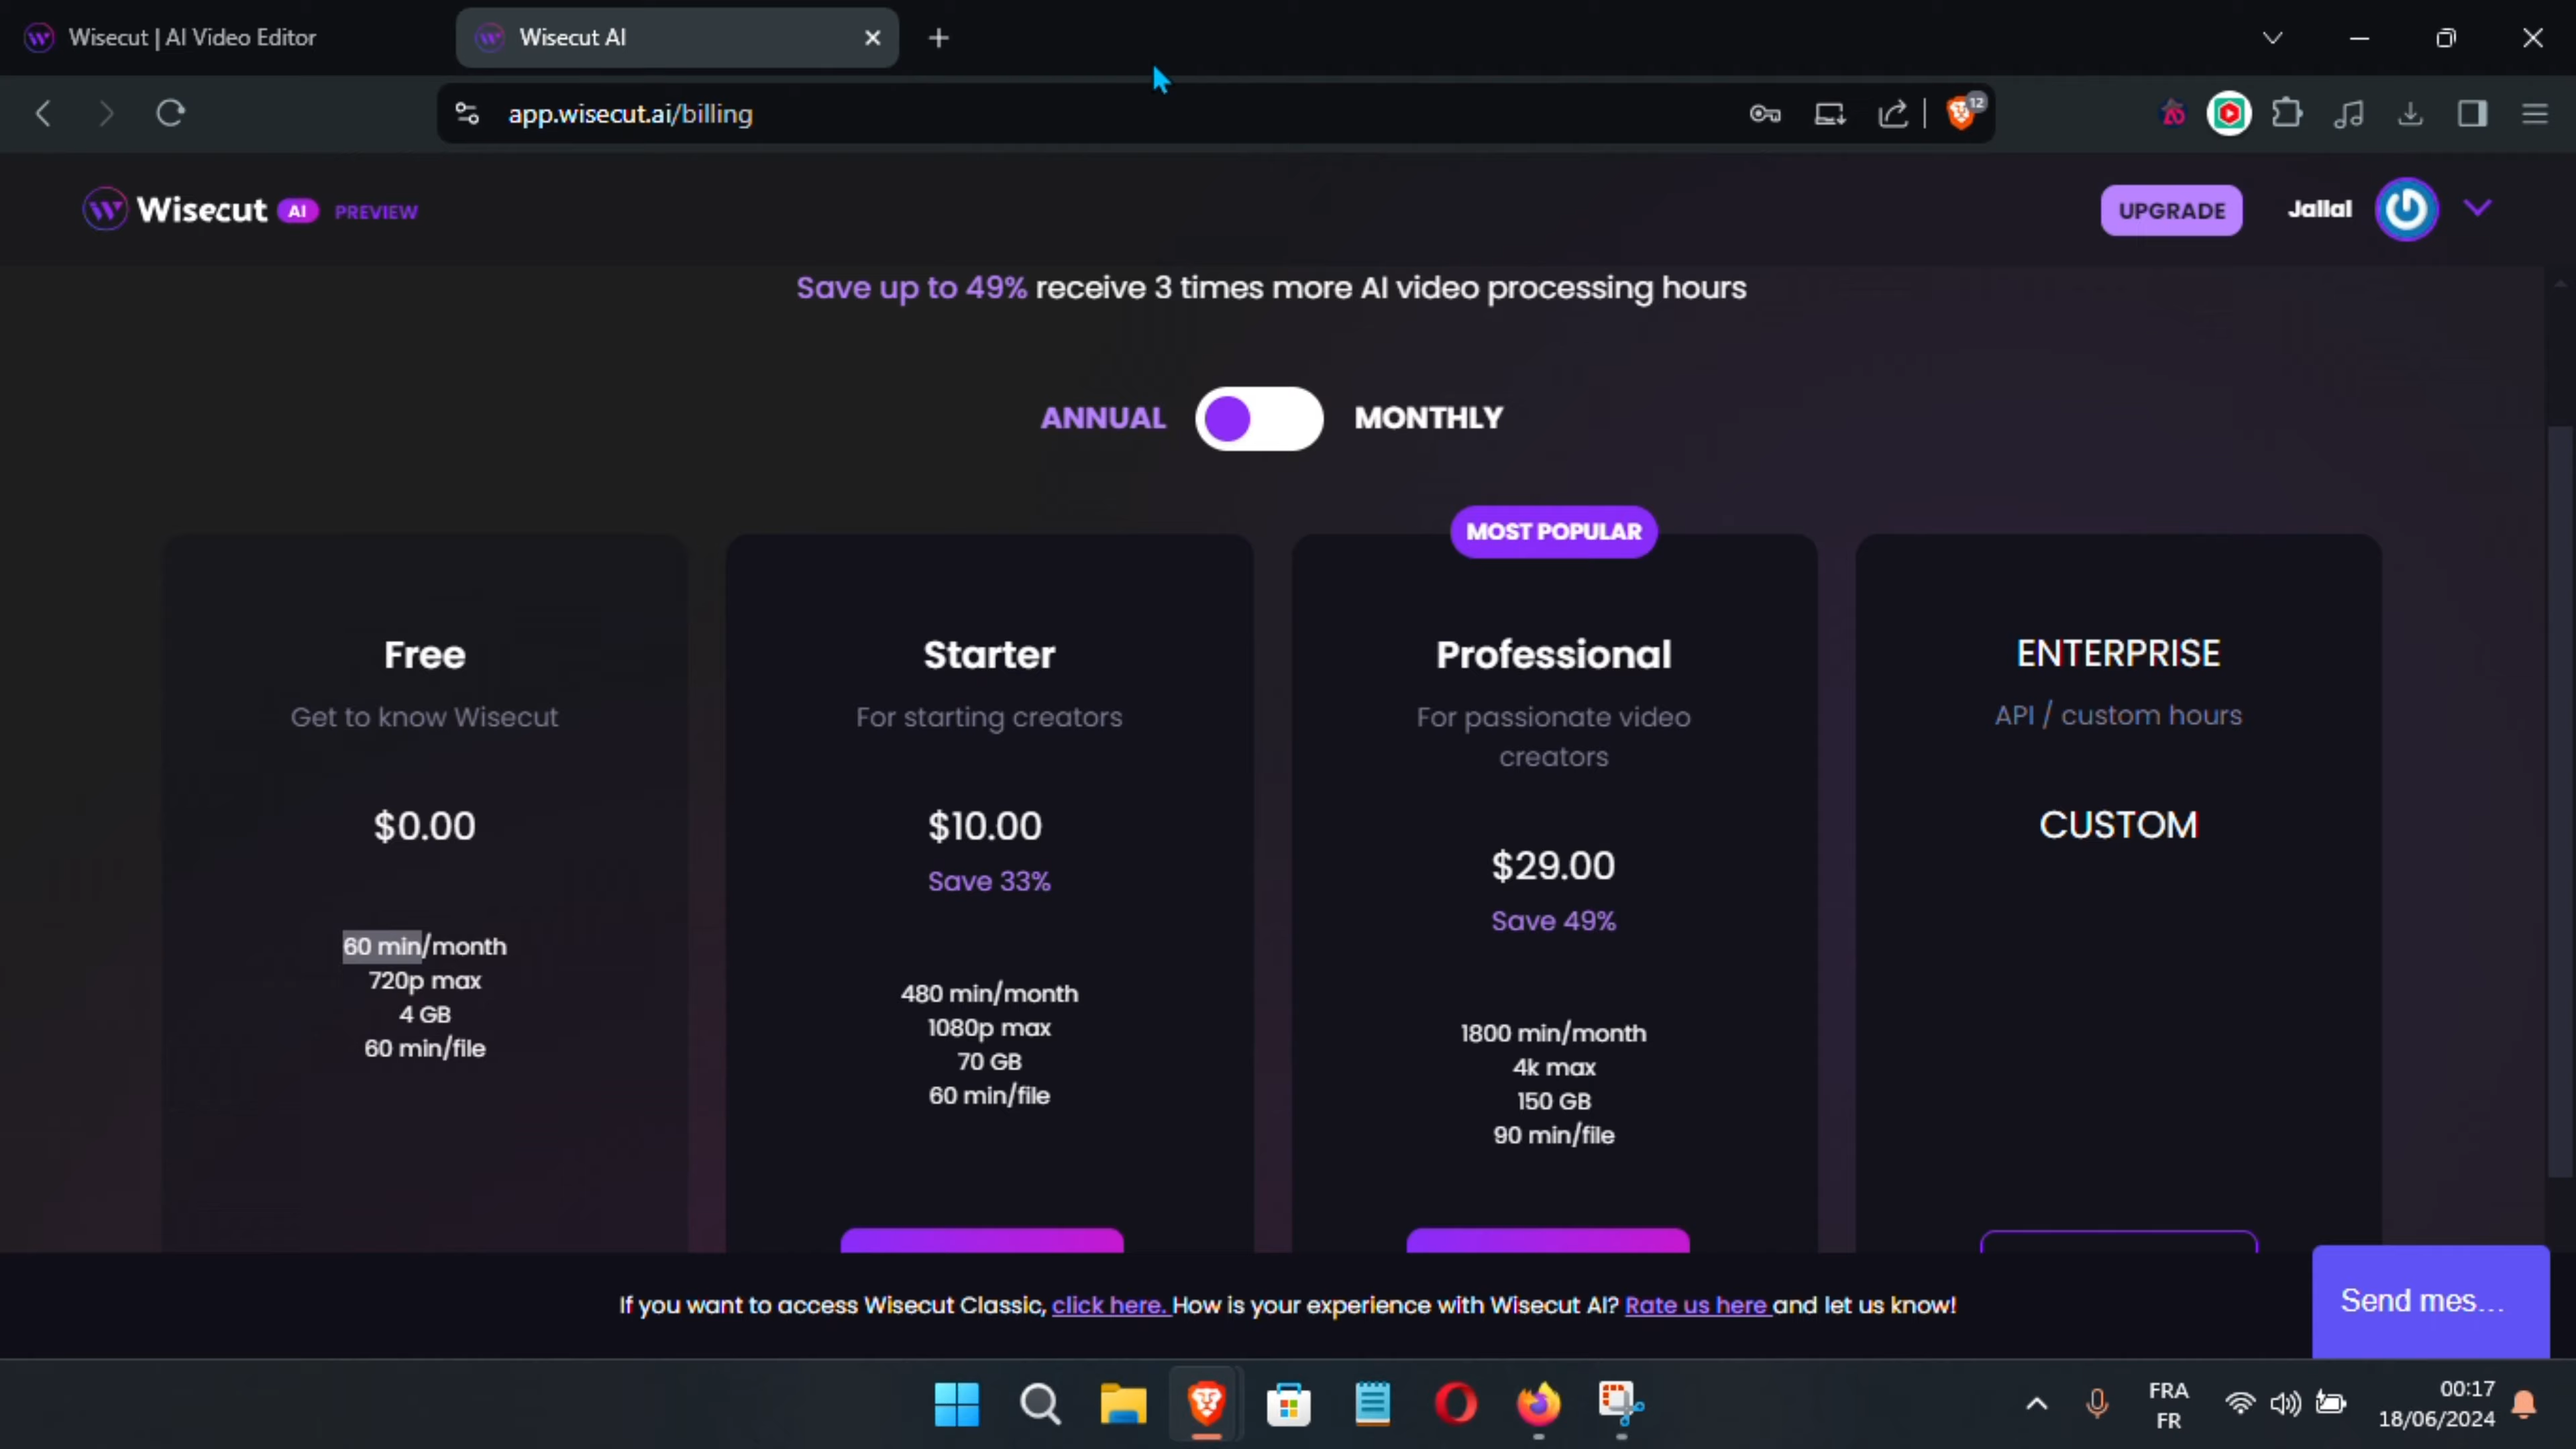 Wisecut | AI Video Editor
Wisecut AI
app.wisecut.ai/billing
12
Wisecut AI PREVIEW
UPGRADE
Jallal
Save up to 49% receive 3 times more AI video processing hours
ANNUAL
MONTHLY
MOST POPULAR
Free
Get to know Wisecut
$0.00
60 min/month
720p max
4 GB
60 min/file
Starter
For starting creators
$10.00
Save 33%
480 min/month
1080p max
70 GB
60 min/file
Professional
For passionate video
creators
$29.00
Save 49%
1800 min/month
4k max
150 GB
90 min/file
ENTERPRISE
API / custom hours
CUSTOM
If you want to access Wisecut Classic, click here. How is your experience with Wisecut AI? Rate us here and let us know!
Send mes...
FRA
FR
00:17
18/06/2024